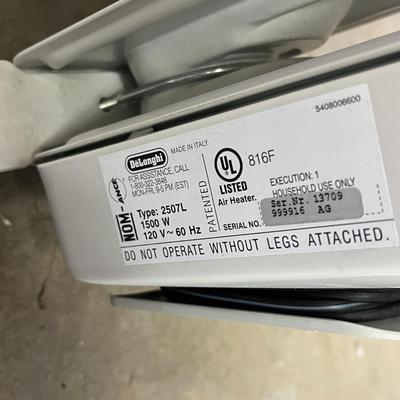 5408006600
DeLonghi
MADE IN ITALY
FOR ASSISTANCE, CALL
1-800-322-3848
MON-FRI, 9-5 PM (EST)
NOM-ANCE
Type: 2507L
1500 W
120 V ~ 60 Hz
PATENTED
UL
LISTED
Air Heater.
816F
EXECUTION: 1
HOUSEHOLD USE ONLY
SERIAL NO.
Ser.Nr. 13709
999916 AG
DO NOT OPERATE WITHOUT LEGS ATTACHED.